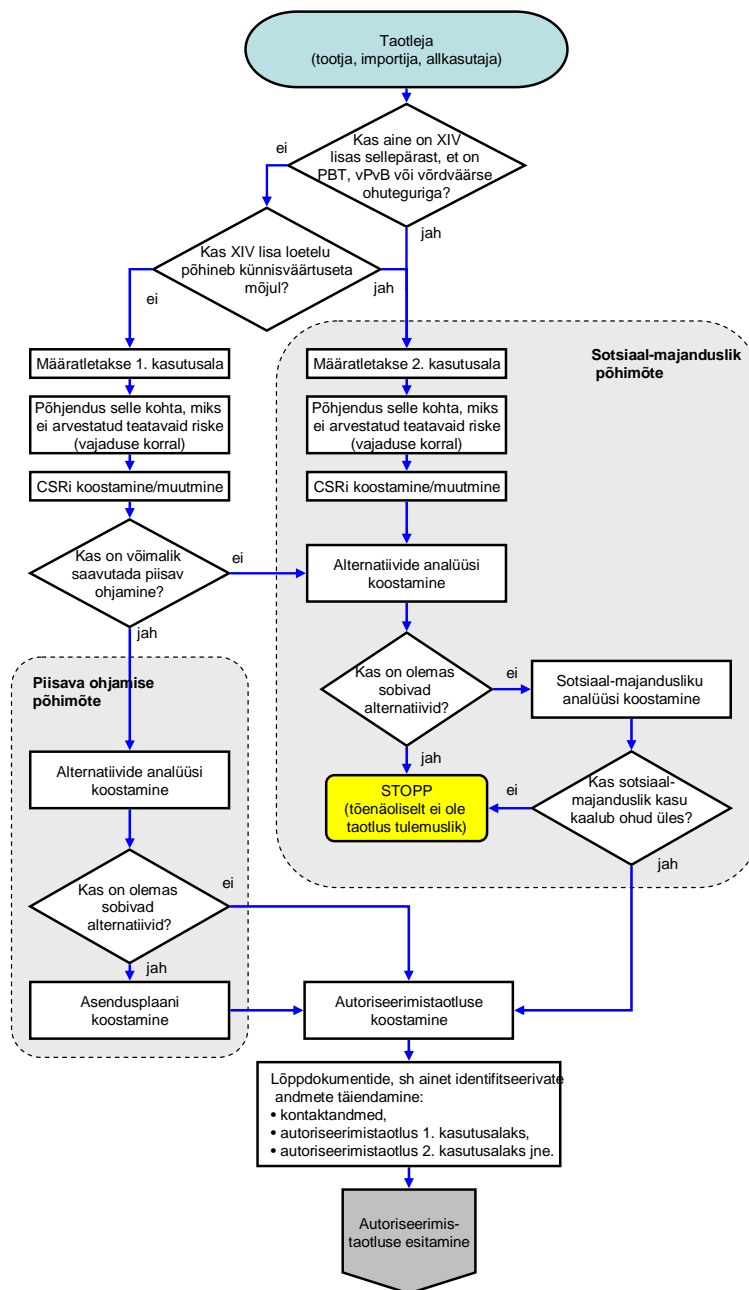 Taotleja
(tootja, importija, allkasutaja)
Kas aine on XIV
lisas sellepärast, et on
PBT, vPvB või võrdväärse
ohuteguriga?
ei
jah
Kas XIV lisa loetelu
põhineb künnisväärtuseta
mõjul?
ei
jah
Sotsiaal-majanduslik
põhimõte
Määratletakse 1. kasutusala
Põhjendus selle kohta, miks
ei arvestatud teatavaid riske
(vajaduse korral)
CSRi koostamine/muutmine
Kas on võimalik
saavutada piisav
ohjamine?
ei
jah
Määratletakse 2. kasutusala
Põhjendus selle kohta, miks
ei arvestatud teatavaid riske
(vajaduse korral)
CSRi koostamine/muutmine
Alternatiivide analüüsi
koostamine
Kas on olemas
sobivad
alternatiivid?
ei
jah
Sotsiaal-majandusliku
analüüsi koostamine
STOPP
(tõenäoliselt ei ole
taotlus tulemuslik)
ei
Kas sotsiaal-
majanduslik kasu
kaalub ohud üles?
jah
Piisava ohjamise
põhimõte
Alternatiivide analüüsi
koostamine
Kas on olemas
sobivad
alternatiivid?
ei
jah
Asendusplaani
koostamine
Autoriseerimistaotluse
koostamine
Lõppdokumentide, sh ainet identifitseerivate
andmete täiendamine:
• kontaktandmed,
• autoriseerimistaotlus 1. kasutusalaks,
• autoriseerimistaotlus 2. kasutusalaks jne.
Autoriseerimis-
taotluse esitamine